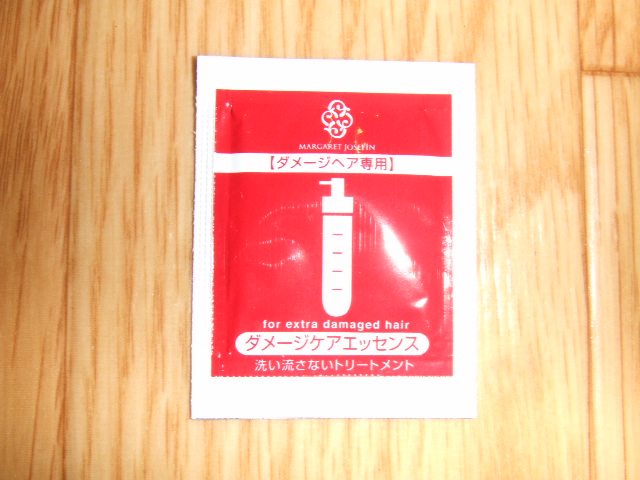 MARGARET JOSEFIN
【ダメージヘア専用】
for extra damaged hair
ダメージケアエッセンス
洗い流さないトリートメント